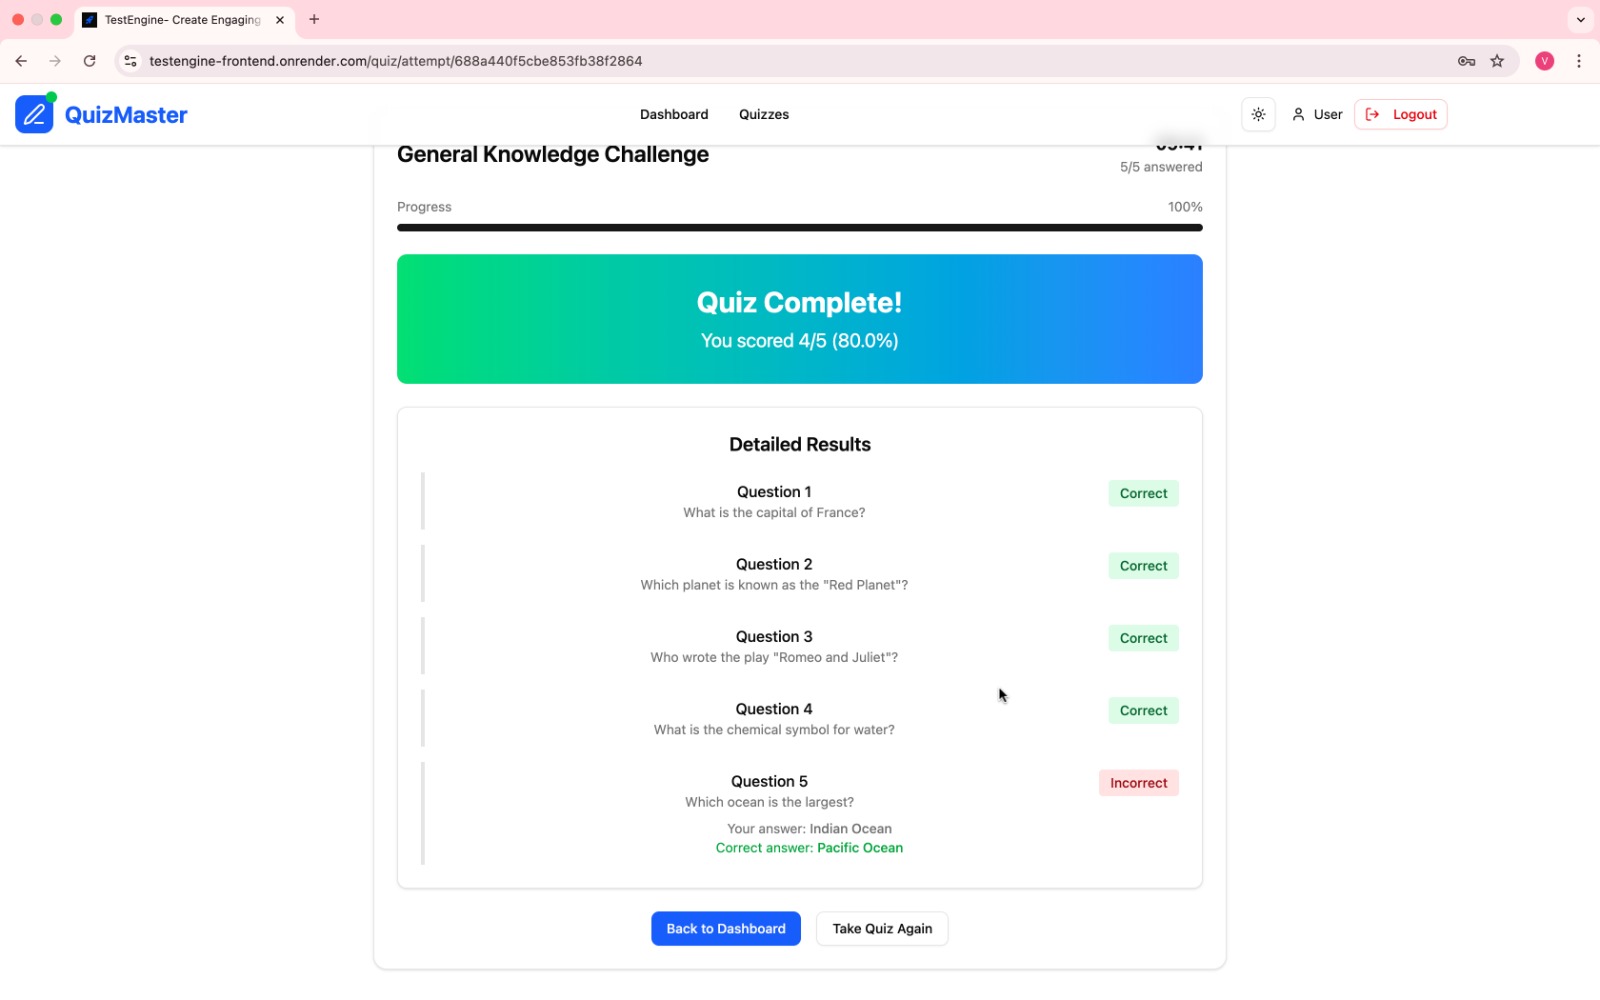 TestEngine- Create Engaging
testengine-frontend.onrender.com/quiz/attempt/688a440f5cbe853fb38f2864
V
QuizMaster
Dashboard
Quizzes
User
Logout
General Knowledge Challenge
5/5 answered
Progress
100%
Quiz Complete!
You scored 4/5 (80.0%)
Detailed Results
Question 1
Correct
What is the capital of France?
Question 2
Correct
Which planet is known as the "Red Planet"?
Question 3
Correct
Who wrote the play "Romeo and Juliet"?
Question 4
Correct
What is the chemical symbol for water?
Question 5
Incorrect
Which ocean is the largest?
Your answer: Indian Ocean
Correct answer: Pacific Ocean
Back to Dashboard
Take Quiz Again